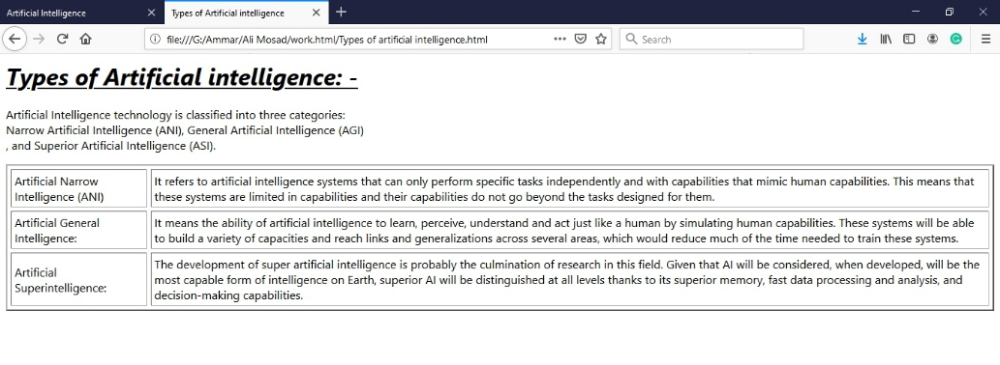 Artificial Intelligence
Types of Artificial intelligence
file:///G:/Ammar/Ali Mosad/work.html/Types of artificial intelligence.html
Search
Types of Artificial intelligence: -
Artificial Intelligence technology is classified into three categories:
Narrow Artificial Intelligence (ANI), General Artificial Intelligence (AGI)
, and Superior Artificial Intelligence (ASI).
Artificial Narrow
Intelligence (ANI)
It refers to artificial intelligence systems that can only perform specific tasks independently and with capabilities that mimic human capabilities. This means that
these systems are limited in capabilities and their capabilities do not go beyond the tasks designed for them.
Artificial General
Intelligence:
It means the ability of artificial intelligence to learn, perceive, understand and act just like a human by simulating human capabilities. These systems will be able
to build a variety of capacities and reach links and generalizations across several areas, which would reduce much of the time needed to train these systems.
Artificial
Superintelligence:
The development of super artificial intelligence is probably the culmination of research in this field. Given that AI will be considered, when developed, will be the
most capable form of intelligence on Earth, superior AI will be distinguished at all levels thanks to its superior memory, fast data processing and analysis, and
decision-making capabilities.